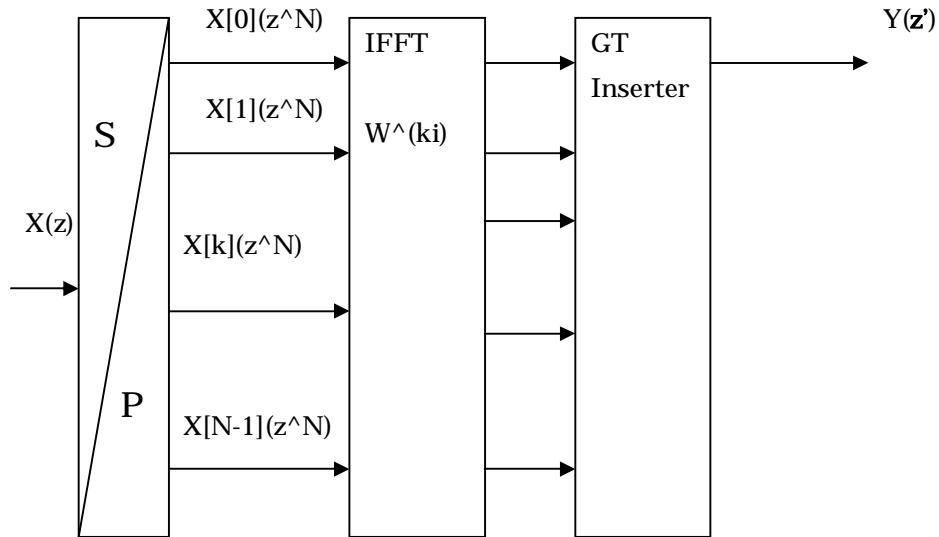 X[0](z^N)
IFFT
GT
Y(z')
Inserter
X[1](z^N)
S
W^(ki)
X(z)
X[k](z^N)
P
X[N-1](z^N)